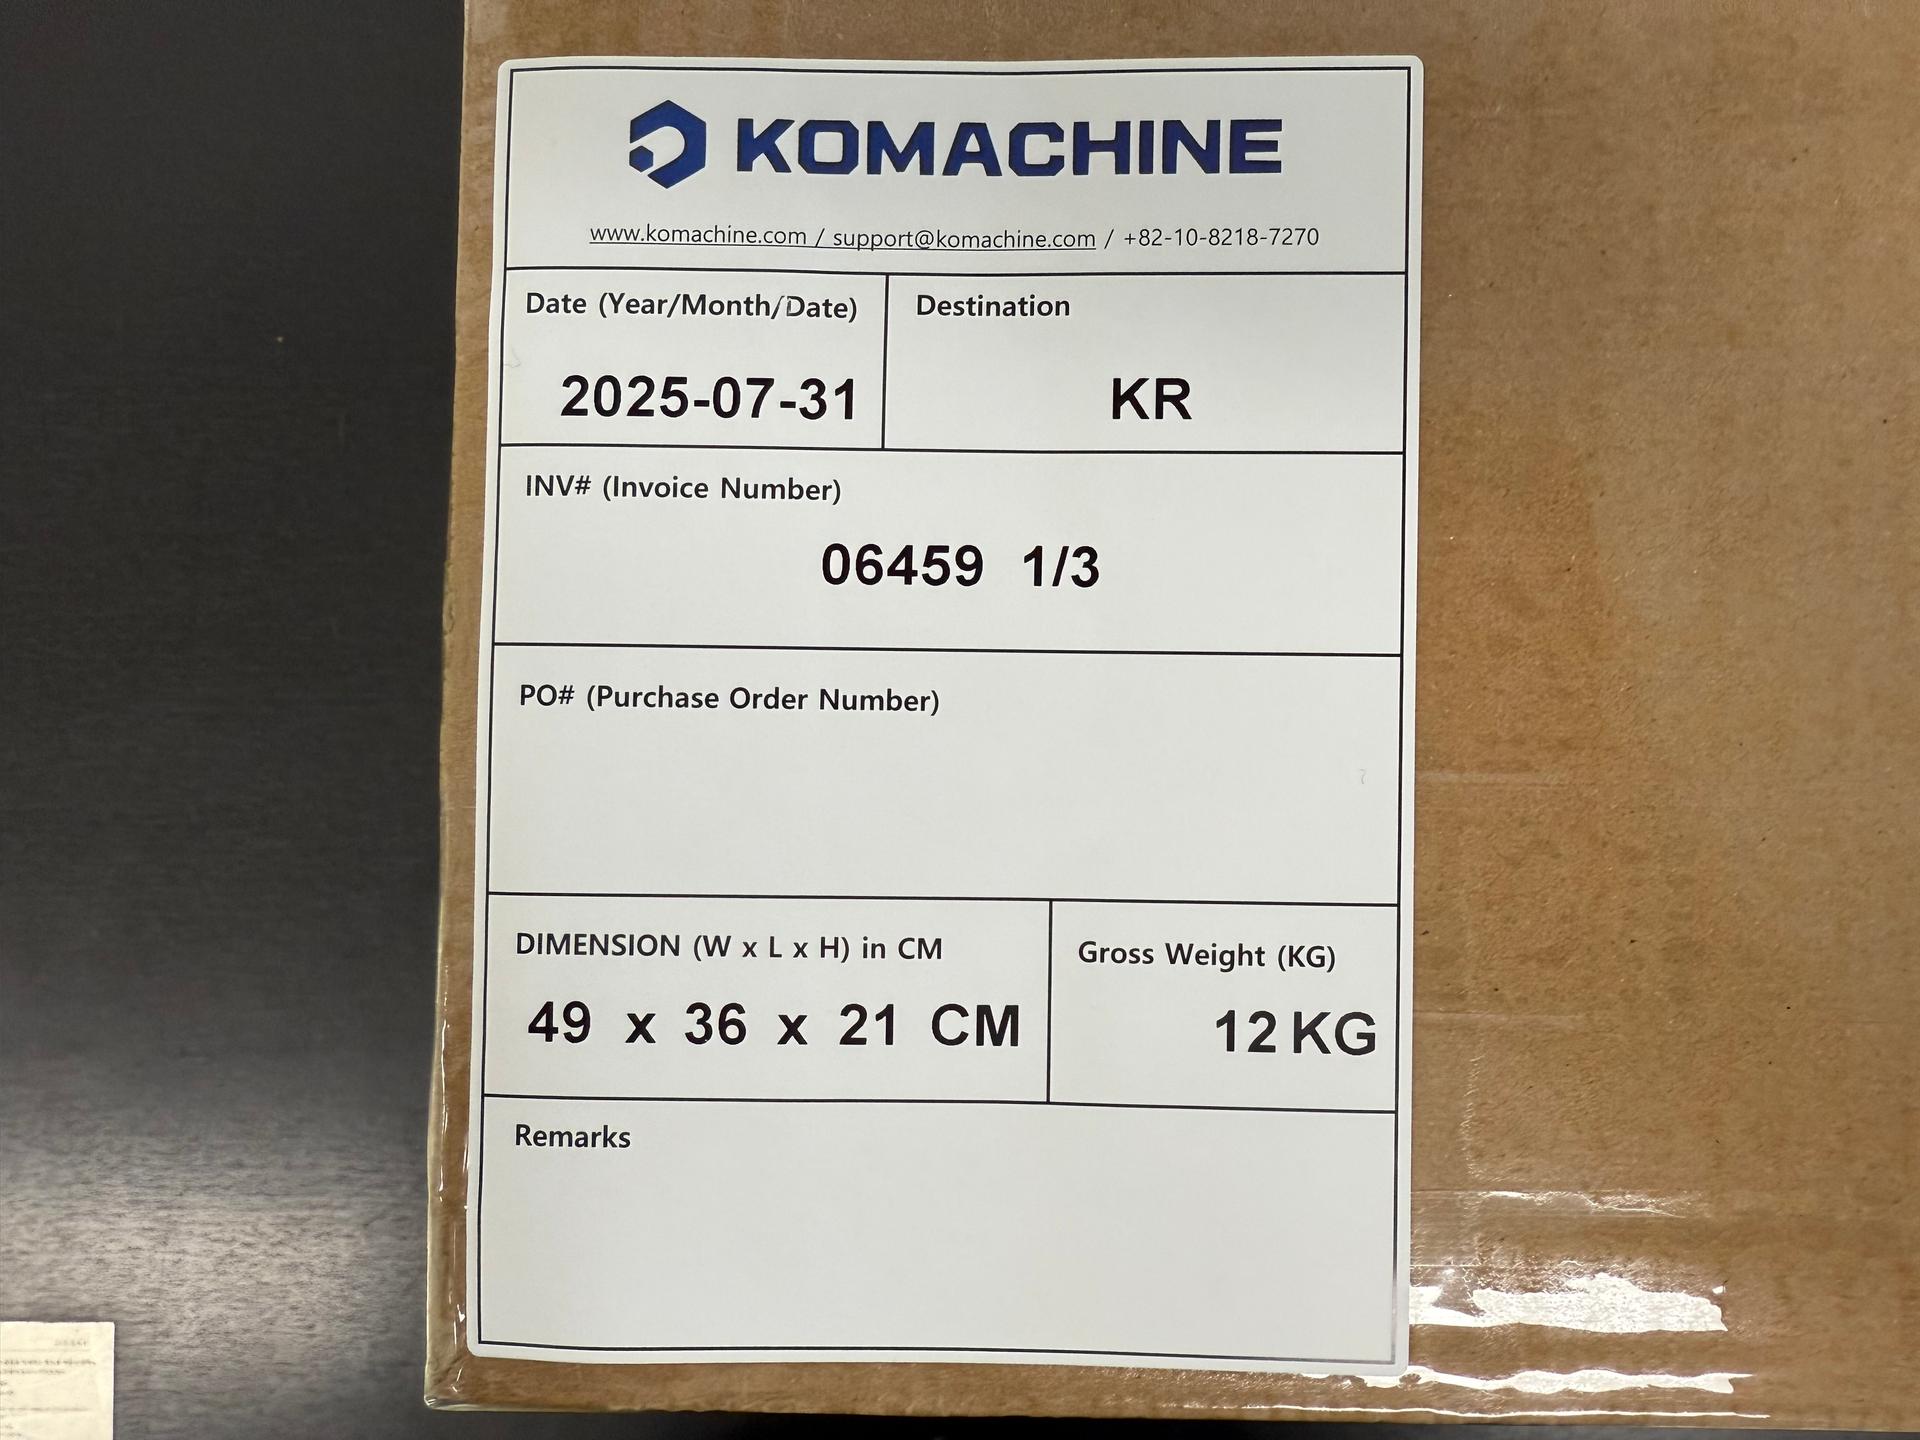 KOMACHINE
www.komachine.com / support@komachine.com / +82-10-8218-7270
Date (Year/Month/Date)
2025-07-31
Destination
KR
INV# (Invoice Number)
06459 1/3
PO# (Purchase Order Number)
DIMENSION (W x L x H) in CM
49 x 36 x 21 CM
Gross Weight (KG)
12 KG
Remarks